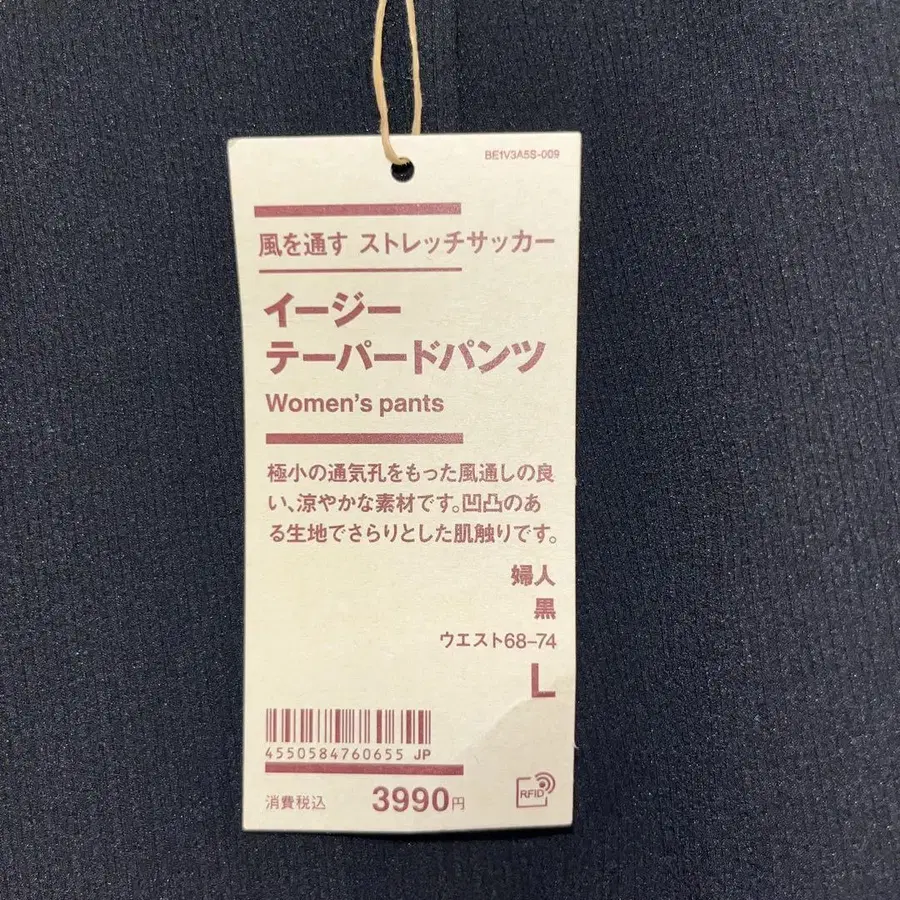 BE1V3A5S-009
風を通す ストレッチサッカー
イージー
テーパードパンツ
Women's pants
極小の通気孔をもった風通しの良
い、涼やかな素材です。凹凸のあ
る生地でさらりとした肌触りです。
婦人
黒
ウエスト68-74
L
4550584760655 JP
消費税込 3990円
RFID